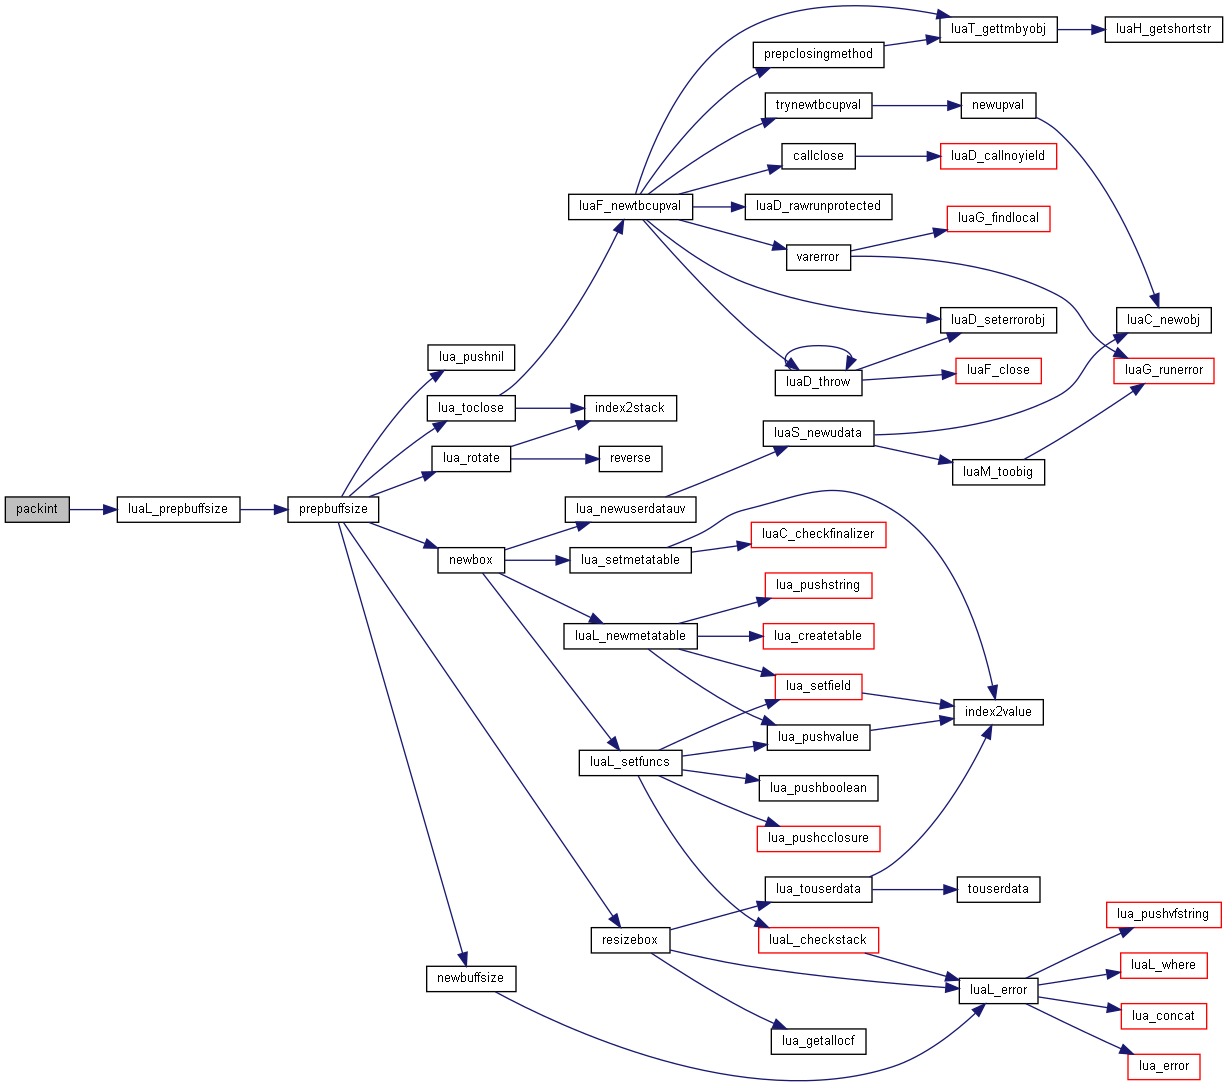 luaT_gettmbyobj
luaH_getshortstr
prepclosingmethod
trynewtbcupval
newupval
callclose
luaD_callnoyield
luaF_newtbcupval
luaD_rawrunprotected
luaG_findlocal
varerror
luaD_seterrorobj
luaC_newobj
lua_pushnil
luaD_throw
luaF_close
luaG_runerror
lua_toclose
index2stack
luaS_newudata
lua_rotate
reverse
luaM_toobig
packint
luaL_prepbuffsize
prepbuffsize
lua_newuserdatauv
newbox
lua_setmetatable
luaC_checkfinalizer
lua_pushstring
luaL_newmetatable
lua_createtable
lua_setfield
index2value
lua_pushvalue
luaL_setfuncs
lua_pushboolean
lua_pushcclosure
lua_touserdata
touserdata
resizebox
luaL_checkstack
lua_pushvfstring
luaL_where
newbuffsize
luaL_error
lua_concat
lua_getallocf
lua_error